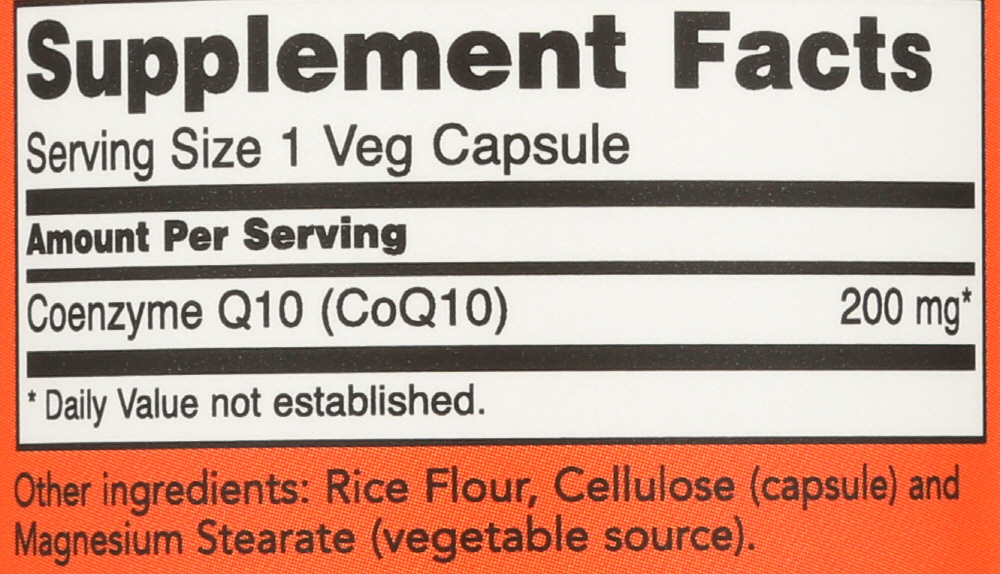 Supplement Facts
Serving Size 1 Veg Capsule
Amount Per Serving
Coenzyme Q10 (CoQ10) 200 mg*
* Daily Value not established.
Other ingredients: Rice Flour, Cellulose (capsule) and
Magnesium Stearate (vegetable source).